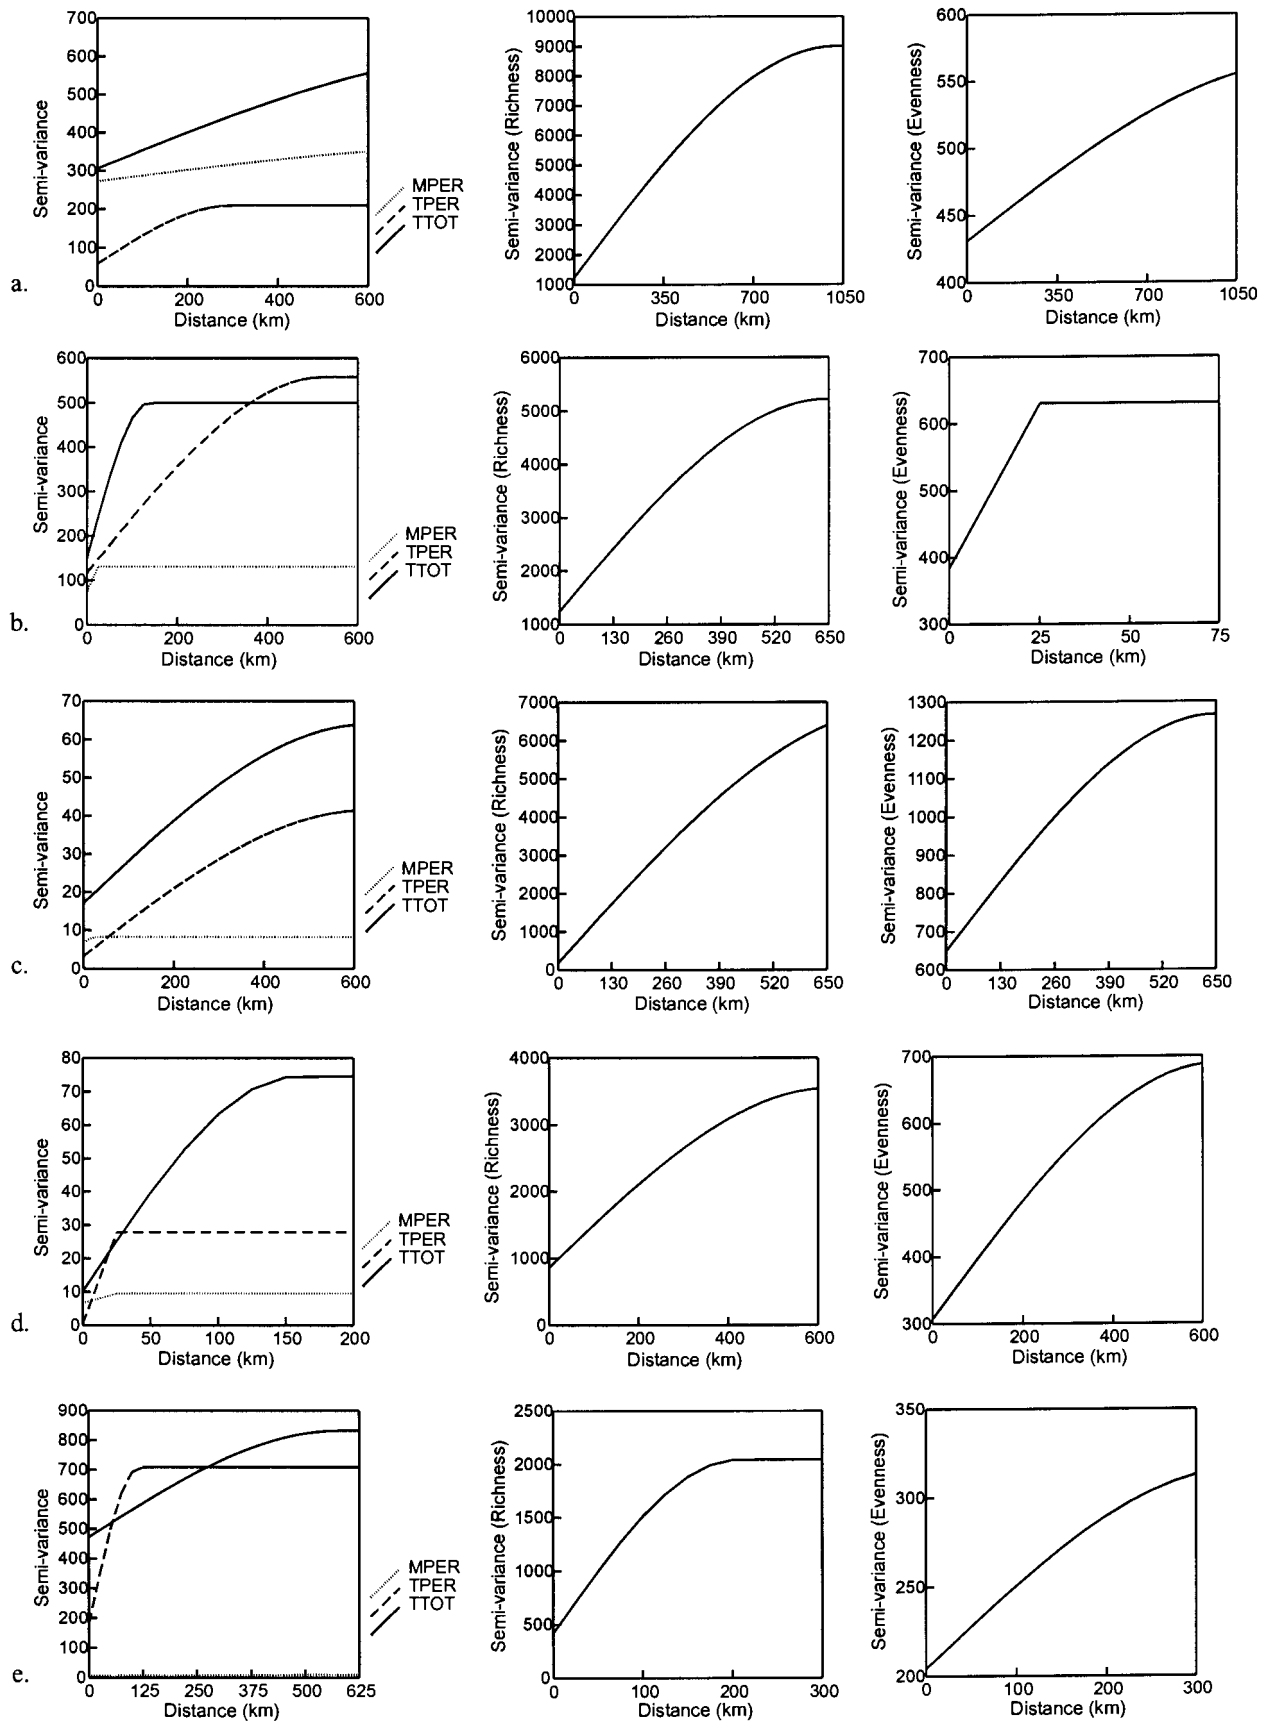 700
600
500
400
300
200
100
0
Semi-variance
0 200 400 600
Distance (km)
MPER
TPER
TTOT
10000
9000
8000
7000
6000
5000
4000
3000
2000
1000
Semi-variance (Richness)
0 350 700 1050
Distance (km)
600
550
500
450
400
Semi-variance (Evenness)
0 350 700 1050
Distance (km)
a.
600
500
400
300
200
100
0
Semi-variance
0 200 400 600
Distance (km)
MPER
TPER
TTOT
6000
5000
4000
3000
2000
1000
Semi-variance (Richness)
0 130 260 390 520 650
Distance (km)
700
600
500
400
300
Semi-variance (Evenness)
0 25 50 75
Distance (km)
b.
70
60
50
40
30
20
10
0
Semi-variance
0 200 400 600
Distance (km)
MPER
TPER
TTOT
7000
6000
5000
4000
3000
2000
1000
0
Semi-variance (Richness)
0 130 260 390 520 650
Distance (km)
1300
1200
1100
1000
900
800
700
600
Semi-variance (Evenness)
0 130 260 390 520 650
Distance (km)
c.
80
70
60
50
40
30
20
10
0
Semi-variance
0 50 100 150 200
Distance (km)
MPER
TPER
TTOT
4000
3000
2000
1000
0
Semi-variance (Richness)
0 200 400 600
Distance (km)
700
600
500
400
300
Semi-variance (Evenness)
0 200 400 600
Distance (km)
d.
900
800
700
600
500
400
300
200
100
0
Semi-variance
0 125 250 375 500 625
Distance (km)
MPER
TPER
TTOT
2500
2000
1500
1000
500
0
Semi-variance (Richness)
0 100 200 300
Distance (km)
350
300
250
200
Semi-variance (Evenness)
0 100 200 300
Distance (km)
e.